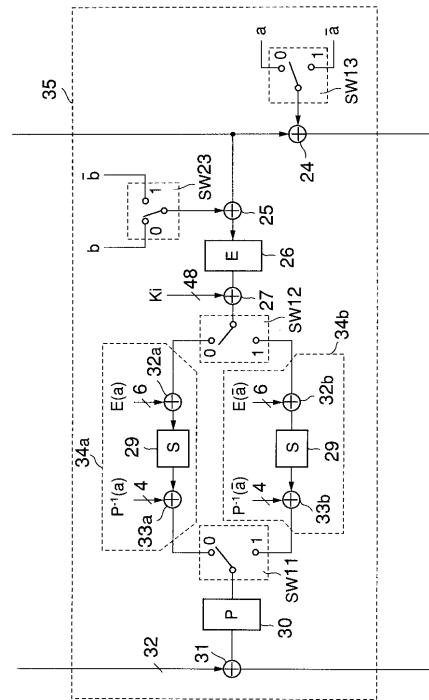 35
a
0
1
ā
SW13
24
b
b̄
0
1
SW23
25
E
26
Ki
48
27
SW12
0
1
34a
E(a)
6
32a
S
29
P⁻¹(a)
4
33a
34b
E(ā)
6
32b
S
29
P⁻¹(ā)
4
33b
0
1
SW11
P
30
32
31